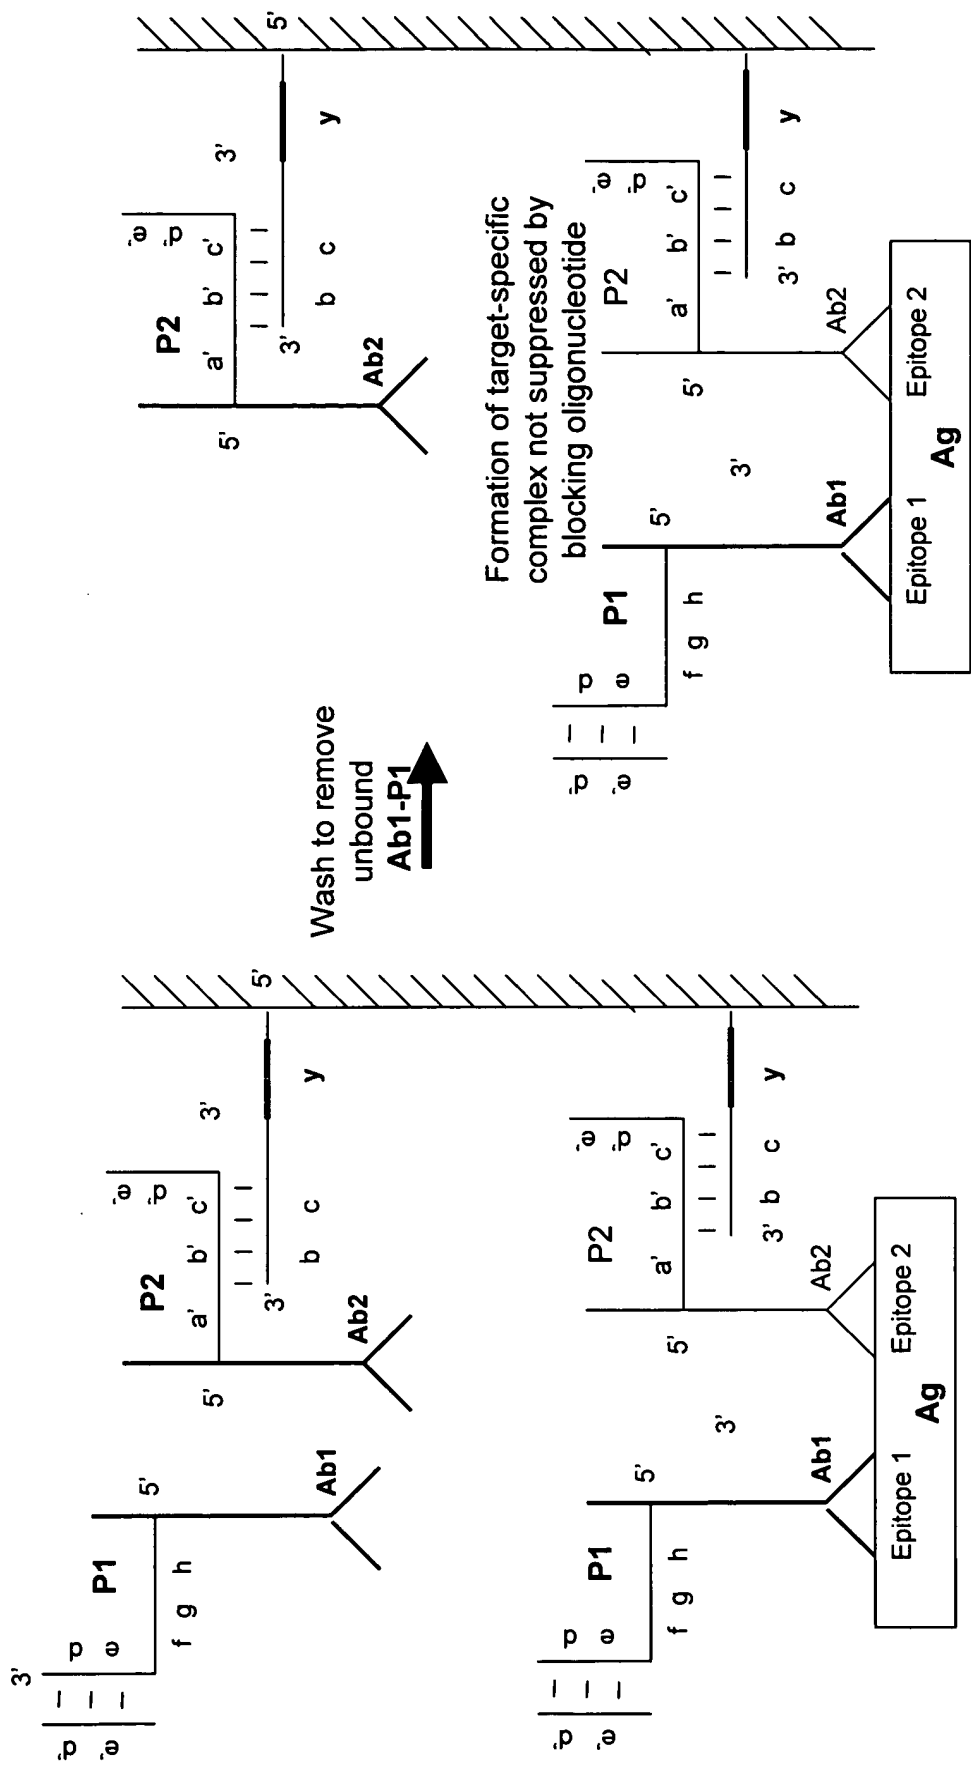 3'
d'
e'
d
e
P1
f g h
5'
Ab1
P2
5'
a' b' c'
d'
e'
3'
3'
b c
y
5'
Ab2
d'
e'
d
e
P1
f g h
5'
3'
Ab1
P2
5'
a' b' c'
d'
e'
3' b c
y
Ab2
Epitope 1
Epitope 2
Ag
Wash to remove
unbound
Ab1-P1
P2
5'
a' b' c'
d'
e'
3'
3'
b c
y
5'
Ab2
Formation of target-specific
complex not suppressed by
blocking oligonucleotide
d'
e'
d
e
P1
f g h
5'
3'
Ab1
P2
5'
a' b' c'
d'
e'
3' b c
y
Ab2
Epitope 1
Epitope 2
Ag